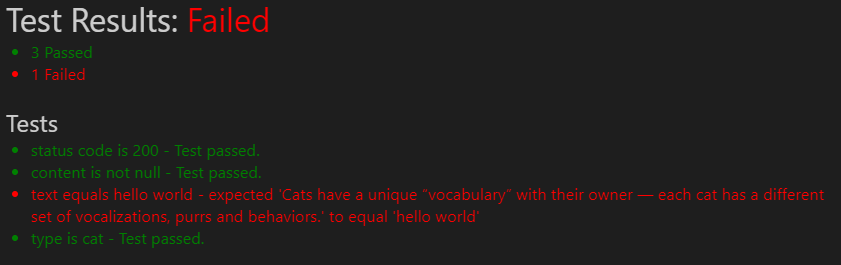 Test Results: Failed
3 Passed
1 Failed
Tests
status code is 200 - Test passed.
content is not null - Test passed.
text equals hello world - expected 'Cats have a unique “vocabulary” with their owner — each cat has a different
set of vocalizations, purrs and behaviors.' to equal 'hello world'
type is cat - Test passed.